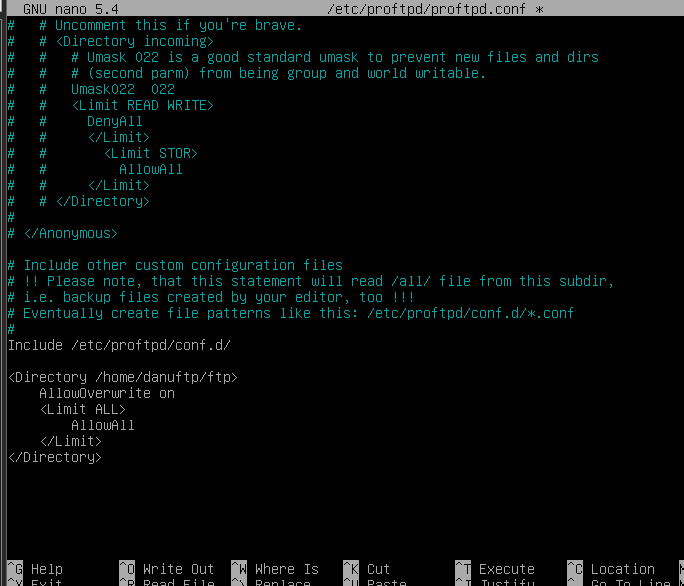 GNU nano 5.4 /etc/proftpd/proftpd.conf *
#   # Uncomment this if you're brave.
#   # <Directory incoming>
#   #   # Umask 022 is a good standard umask to prevent new files and dirs
#   #   # (second parm) from being group and world writable.
#   #   Umask022  022
#   #   <Limit READ WRITE>
#   #     DenyAll
#   #     </Limit>
#   #       <Limit STOR>
#   #         AllowAll
#   #     </Limit>
#   # </Directory>
#
# </Anonymous>
# Include other custom configuration files
# !! Please note, that this statement will read /all/ file from this subdir,
# i.e. backup files created by your editor, too !!!
# Eventually create file patterns like this: /etc/proftpd/conf.d/*.conf
#
Include /etc/proftpd/conf.d/
<Directory /home/danuftp/ftp>
    AllowOverwrite on
    <Limit ALL>
        AllowAll
    </Limit>
</Directory>
^G Help ^O Write Out ^W Where Is ^K Cut ^T Execute ^C Location M
^X Exit ^R Read File ^\ Replace ^U Paste ^J Justify ^_ Go To Line M